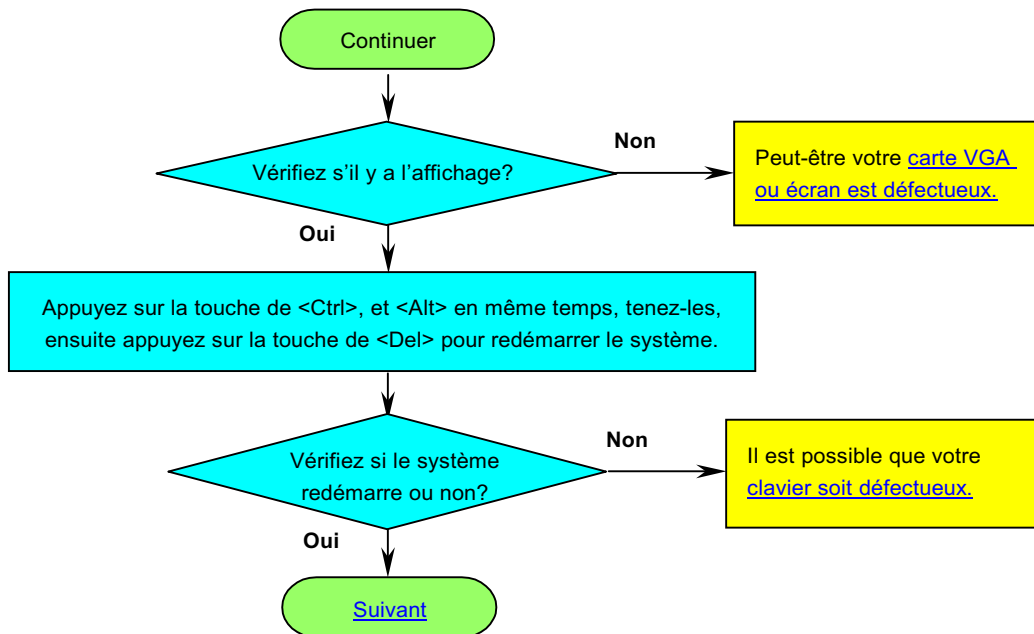 Continuer
Vérifiez s'il y a l'affichage?
Non
Peut-être votre carte VGA
ou écran est défectueux.
Oui
Appuyez sur la touche de <Ctrl>, et <Alt> en même temps, tenez-les,
ensuite appuyez sur la touche de <Del> pour redémarrer le système.
Vérifiez si le système
redémarre ou non?
Non
Il est possible que votre
clavier soit défectueux.
Oui
Suivant